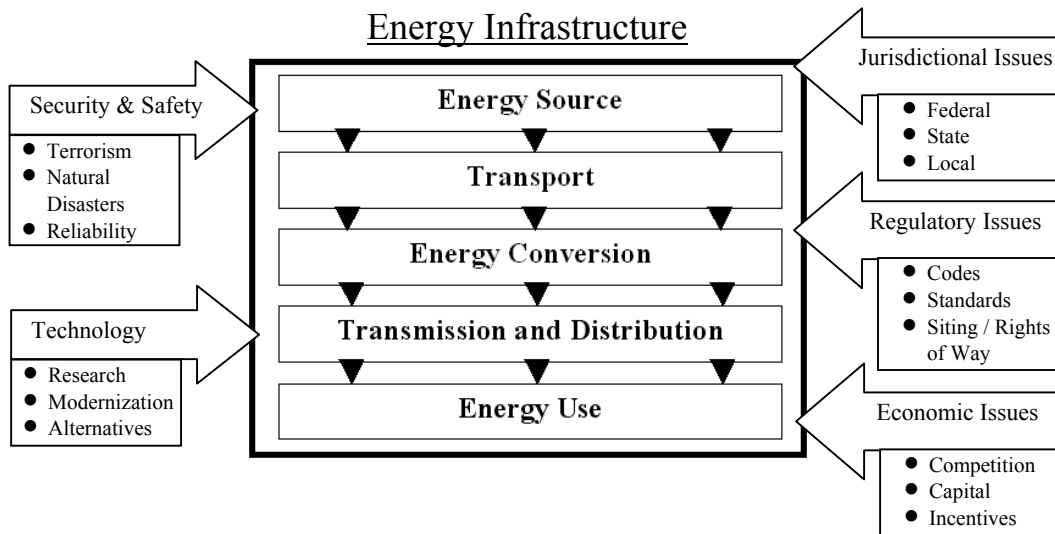 Energy Infrastructure
Security & Safety
● Terrorism
● Natural
Disasters
● Reliability
Technology
● Research
● Modernization
● Alternatives
Energy Source
Transport
Energy Conversion
Transmission and Distribution
Energy Use
Jurisdictional Issues
● Federal
● State
● Local
Regulatory Issues
● Codes
● Standards
● Siting / Rights
of Way
Economic Issues
● Competition
● Capital
● Incentives